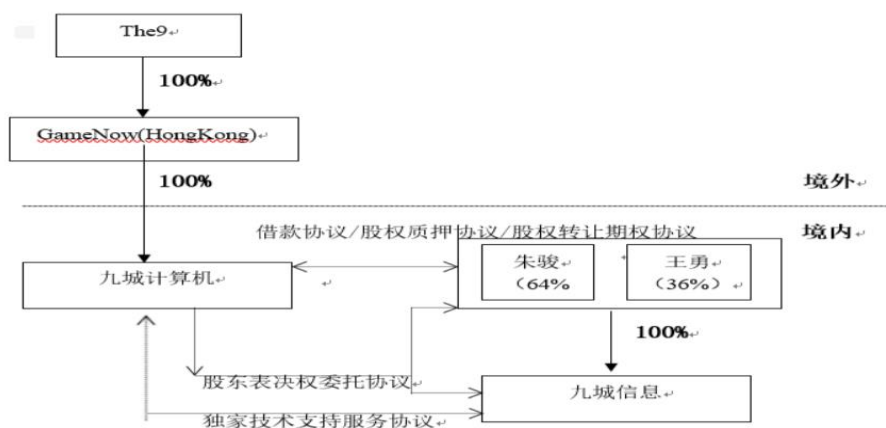 The9
100%
GameNow(HongKong)
100%
境外
境内
借款协议/股权质押协议/股权转让期权协议
九城计算机
朱骏
(64%
王勇
(36%)
100%
股东表决权委托协议
九城信息
独家技术支持服务协议